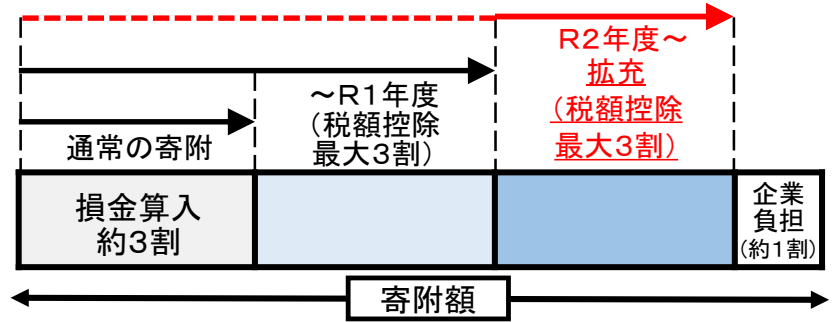 R2年度～
拡充
（税額控除
最大3割）
～R1年度
（税額控除
最大3割）
通常の寄附
損金算入
約3割
企業
負担
（約1割）
寄附額